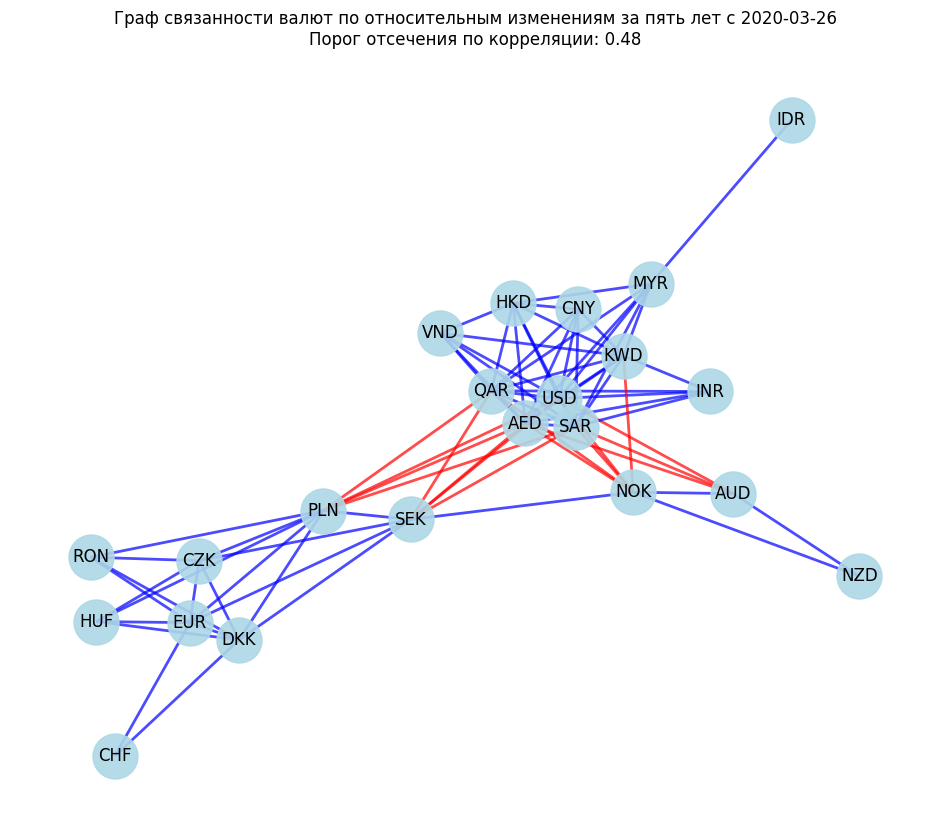 Граф связанности валют по относительным изменениям за пять лет с 2020-03-26
Порог отсечения по корреляции: 0.48
IDR
MYR
HKD
CNY
VND
KWD
QAR
USD
INR
AED
SAR
NOK
AUD
PLN
SEK
RON
CZK
NZD
HUF
EUR
DKK
CHF